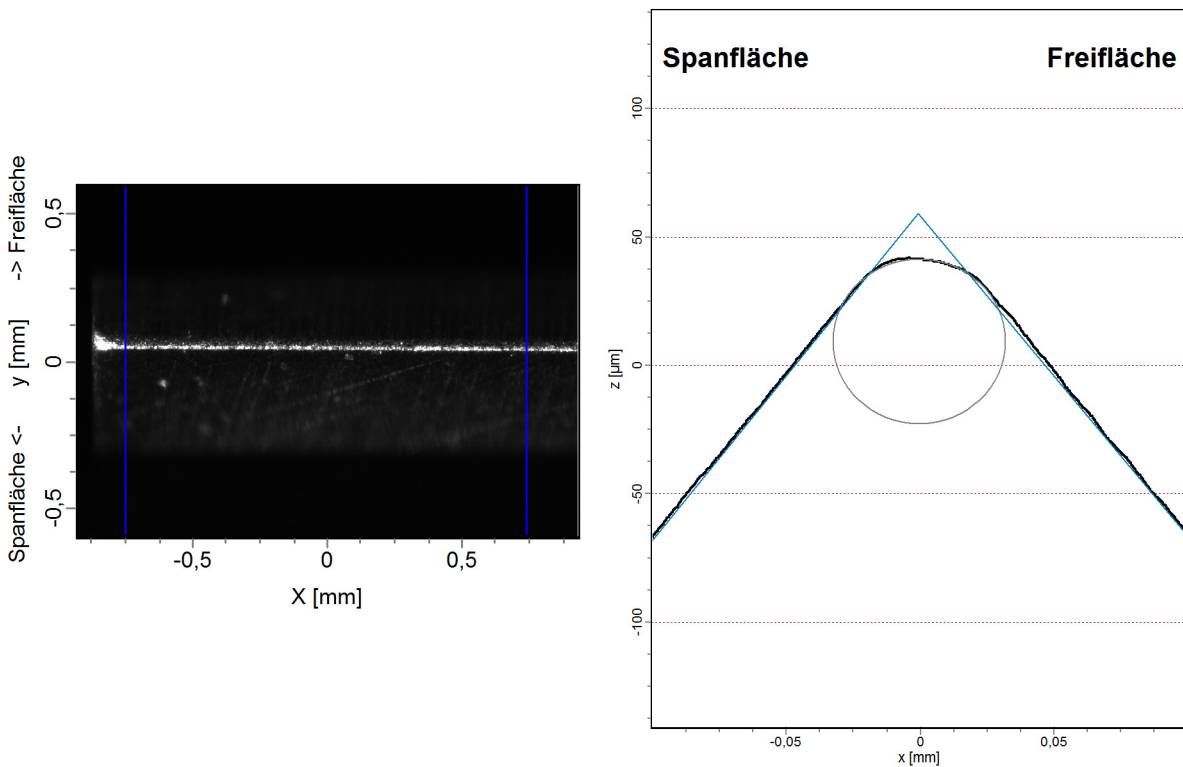 Spanfläche <- y [mm] -> Freifläche
0,5
0
-0,5
-0,5 0 0,5
X [mm]
Spanfläche Freifläche
z [µm]
100
50
0
-50
-100
-0,05 0 0,05
x [mm]